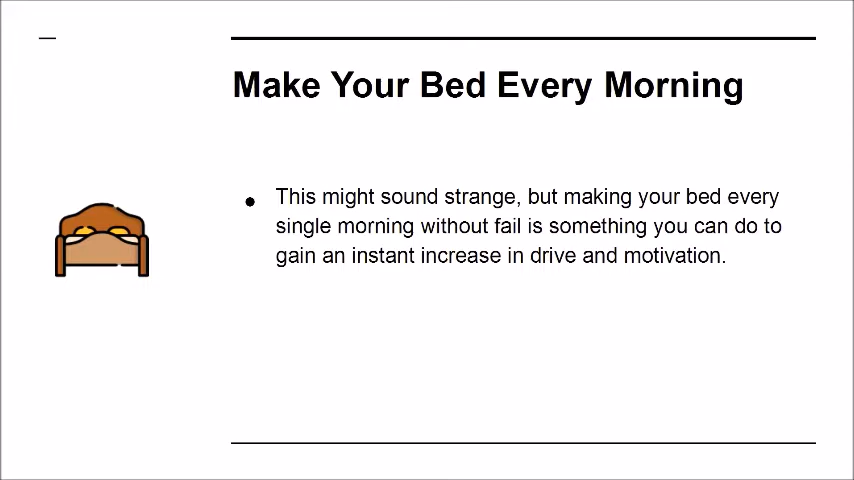 Make Your Bed Every Morning
● This might sound strange, but making your bed every
single morning without fail is something you can do to
gain an instant increase in drive and motivation.